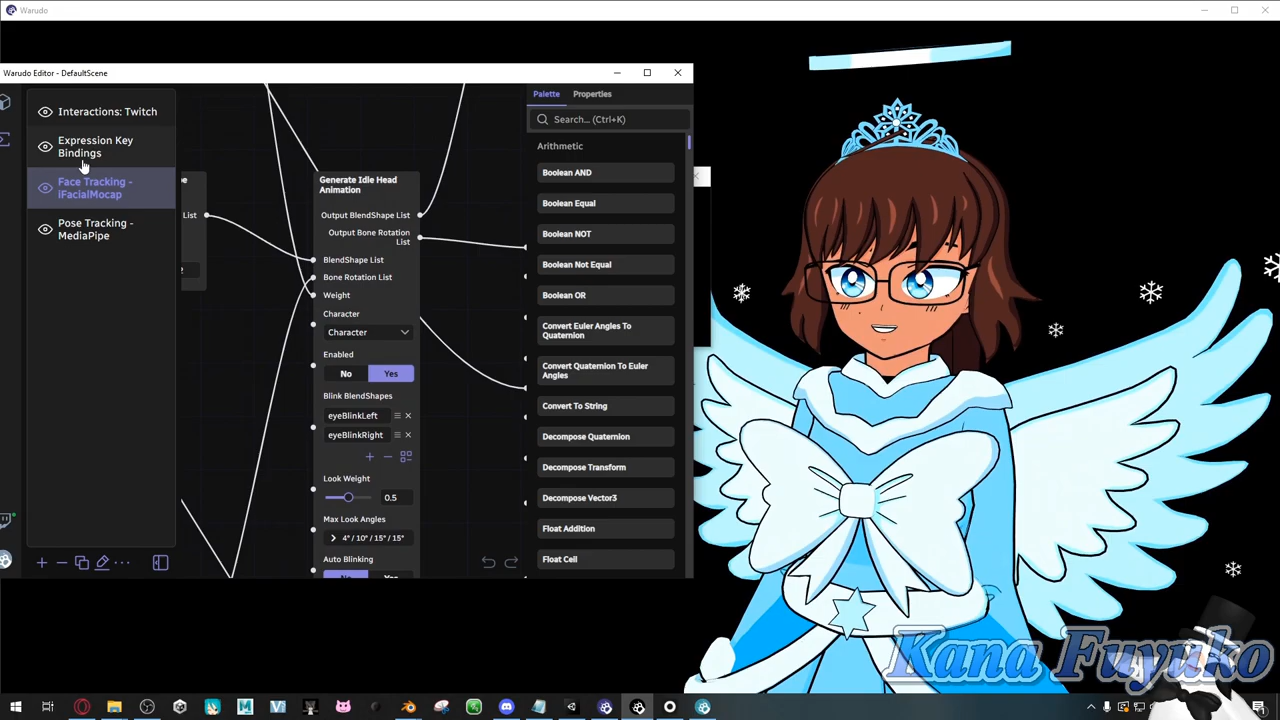 Warudo
Warudo Editor - DefaultScene
Interactions: Twitch
Expression Key
Bindings
Face Tracking -
iFacialMocap
Pose Tracking -
MediaPipe
List
2
Generate Idle Head
Animation
Output BlendShape List
Output Bone Rotation
List
BlendShape List
Bone Rotation List
Weight
Character
Character
Enabled
No Yes
Blink BlendShapes
eyeBlinkLeft
eyeBlinkRight
Look Weight
0.5
Max Look Angles
4° / 10° / 15° / 15°
Auto Blinking
No Yes
Palette Properties
Search... (Ctrl+K)
Arithmetic
Boolean AND
Boolean Equal
Boolean NOT
Boolean Not Equal
Boolean OR
Convert Euler Angles To
Quaternion
Convert Quaternion To Euler
Angles
Convert To String
Decompose Quaternion
Decompose Transform
Decompose Vector3
Float Addition
Float Ceil
Kana Fuyuko